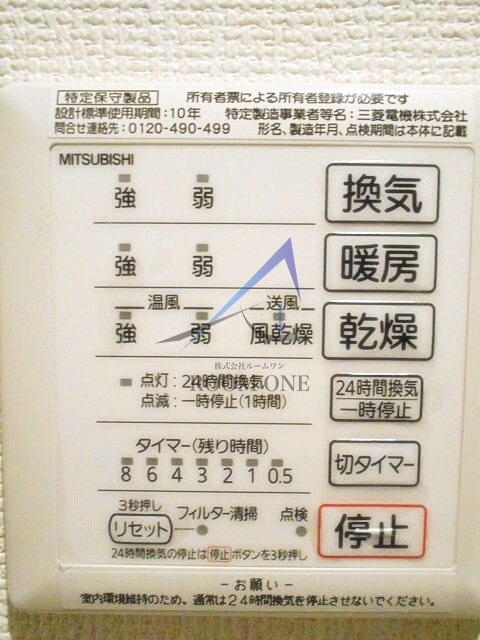 特定保守製品 所有者票による所有者登録が必要です
設計標準使用期間：10年 特定製造事業者等名：三菱電機株式会社
問合せ連絡先：0120-490-499 形名、製造年月、点検期間は本体に記載
MITSUBISHI
強 弱 換気
強 弱 暖房
温風 送風
強 弱 風乾燥 乾燥
株式会社ルームワン
ROOM ONE
点灯：24時間換気
点滅：一時停止(1時間)
24時間換気
一時停止
タイマー(残り時間)
8 6 4 3 2 1 0.5
切タイマー
3秒押し
リセット フィルター清掃 点検
停止
24時間換気の停止は停止ボタンを3秒押し
－お願い－
室内環境維持のため、通常は24時間換気を停止させないでください。